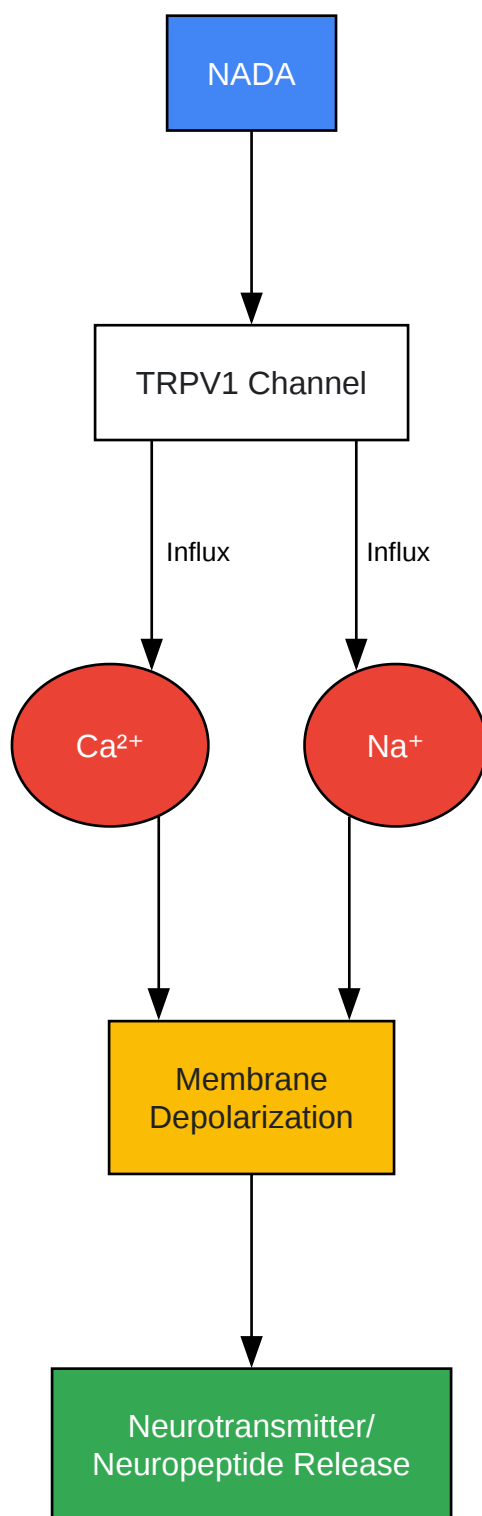 NADA
TRPV1 Channel
Influx
Influx
Ca²⁺
Na⁺
Membrane
Depolarization
Neurotransmitter/
Neuropeptide Release